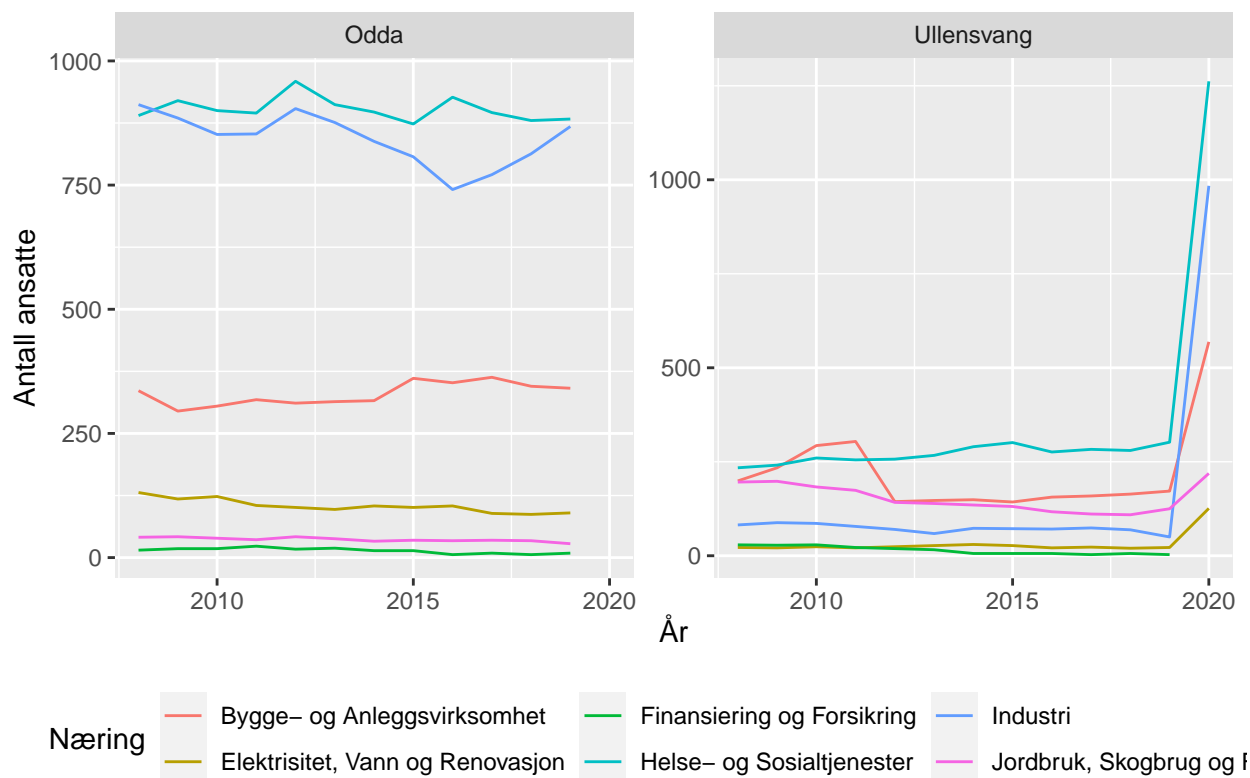 Odda
Ullensvang
Antall ansatte
1000
750
500
250
0
1000
500
0
2010
2015
2020
2010
2015
2020
År
Næring
Bygge− og Anleggsvirksomhet
Finansiering og Forsikring
Industri
Elektrisitet, Vann og Renovasjon
Helse− og Sosialtjenester
Jordbruk, Skogbrug og